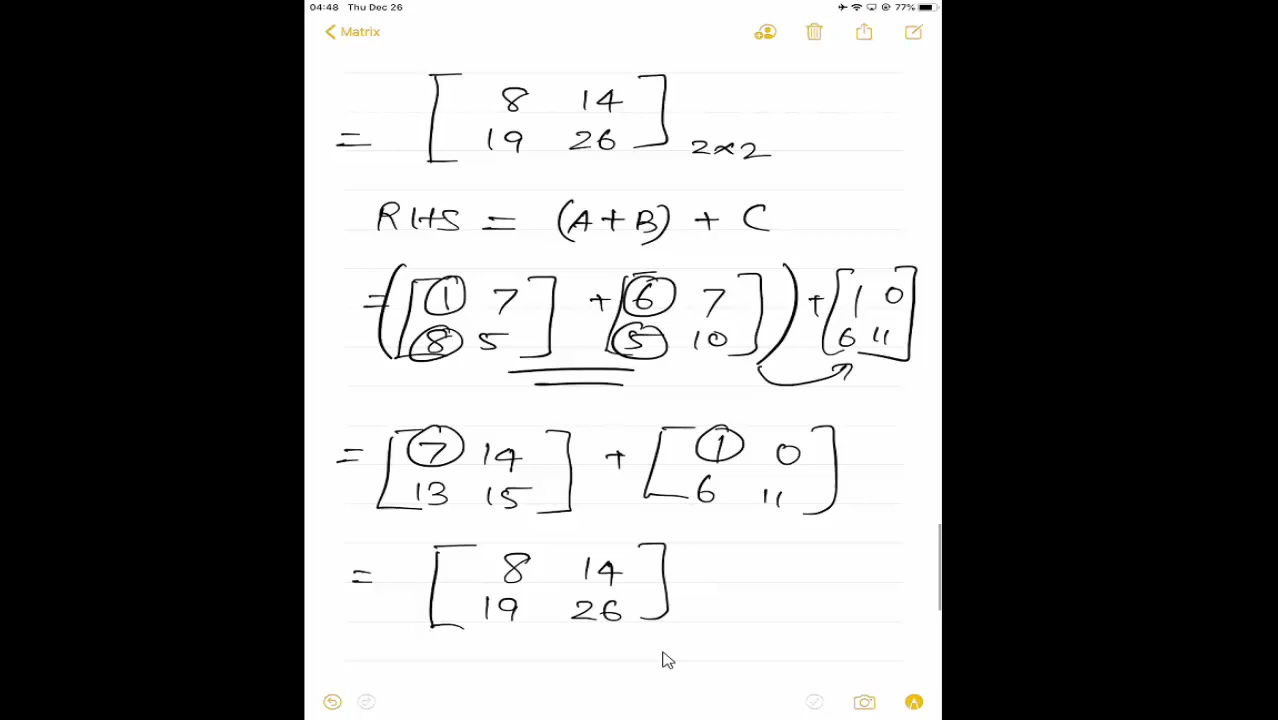 04:48 Thu Dec 26 77%
Matrix
= [ 8 14
19 26 ] 2×2
RHS = (A+B) + C
= ( [ 1 7 ] + [ 6 7 ] ) + [ 1 0 ]
[ 8 5 ] [ 5 10 ] [ 6 11 ]
= [ 7 14 ] + [ 1 0 ]
[ 13 15 ] [ 6 11 ]
= [ 8 14
19 26 ]